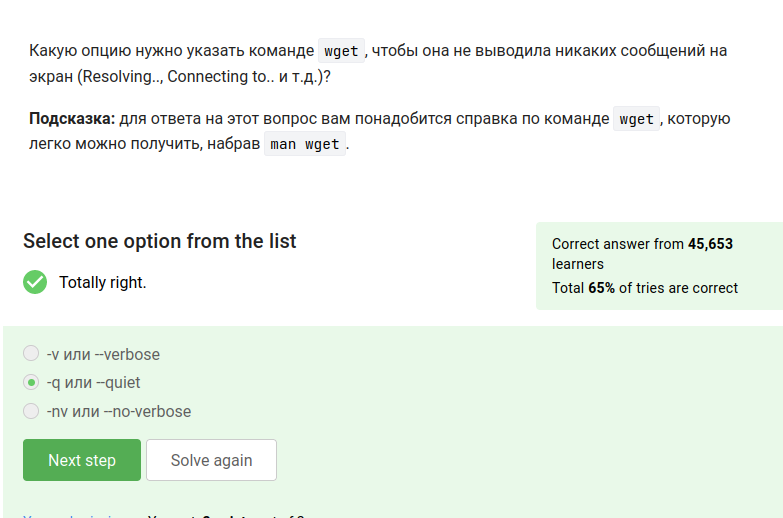 Какую опцию нужно указать команде wget, чтобы она не выводила никаких сообщений на
экран (Resolving.., Connecting to.. и т.д.)?
Подсказка: для ответа на этот вопрос вам понадобится справка по команде wget, которую
легко можно получить, набрав man wget.
Select one option from the list
Totally right.
Correct answer from 45,653
learners
Total 65% of tries are correct
-v или --verbose
-q или --quiet
-nv или --no-verbose
Next step
Solve again